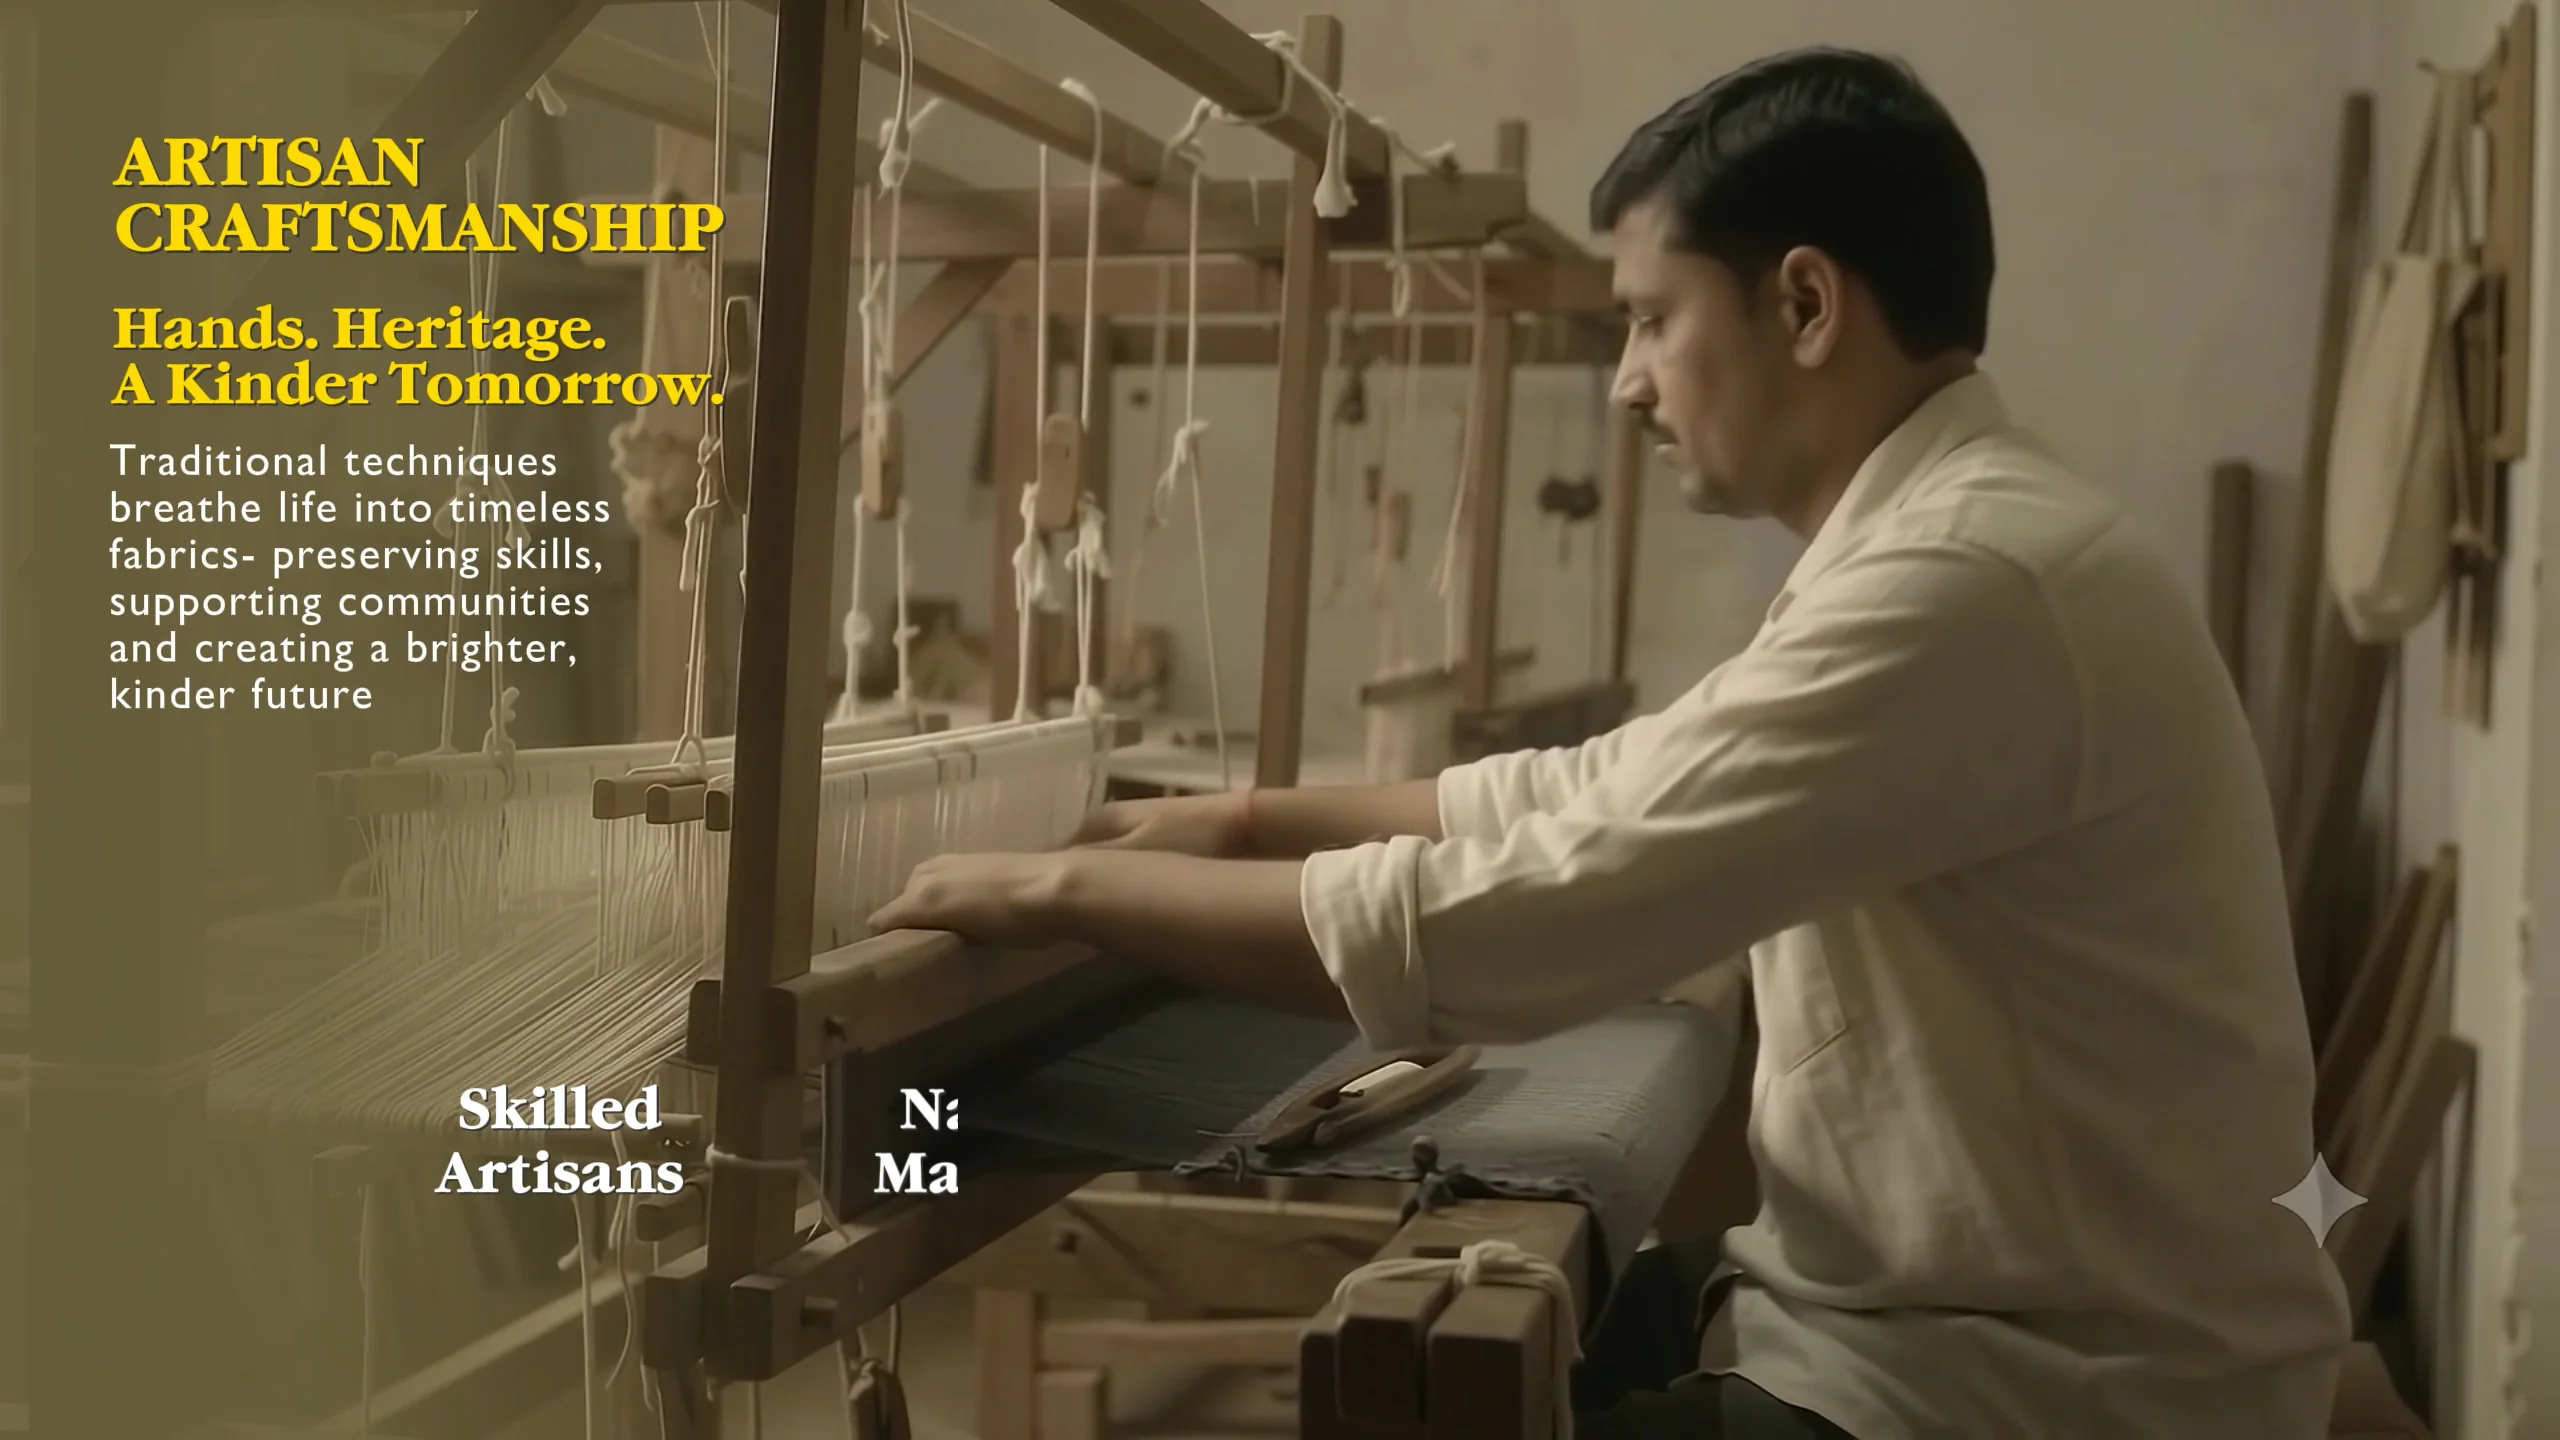 ARTISAN
CRAFTSMANSHIP
Hands. Heritage.
A Kinder Tomorrow.
Traditional techniques
breathe life into timeless
fabrics- preserving skills,
supporting communities
and creating a brighter,
kinder future
Skilled
Artisans